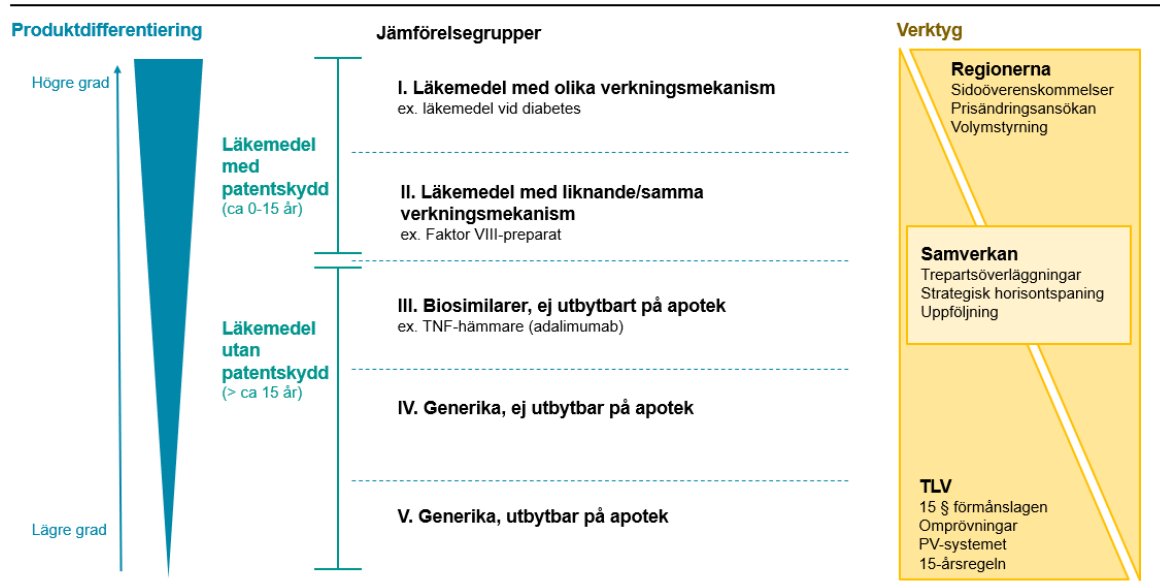 Produktdifferentiering
Högre grad
Lägre grad
Läkemedel
med
patentskydd
(ca 0-15 år)
Läkemedel
utan
patentskydd
(> ca 15 år)
Jämförelsegrupper
I. Läkemedel med olika verkningsmekanism
ex. läkemedel vid diabetes
II. Läkemedel med liknande/samma
verkningsmekanism
ex. Faktor VIII-preparat
III. Biosimilarer, ej utbytbart på apotek
ex. TNF-hämmare (adalimumab)
IV. Generika, ej utbytbar på apotek
V. Generika, utbytbar på apotek
Verktyg
Regionerna
Sidoöverenskommelser
Prisändringsansökan
Volymstyrning
Samverkan
Trepartsöverläggningar
Strategisk horisontspaning
Uppföljning
TLV
15 § förmånslagen
Omprövningar
PV-systemet
15-årsregeln